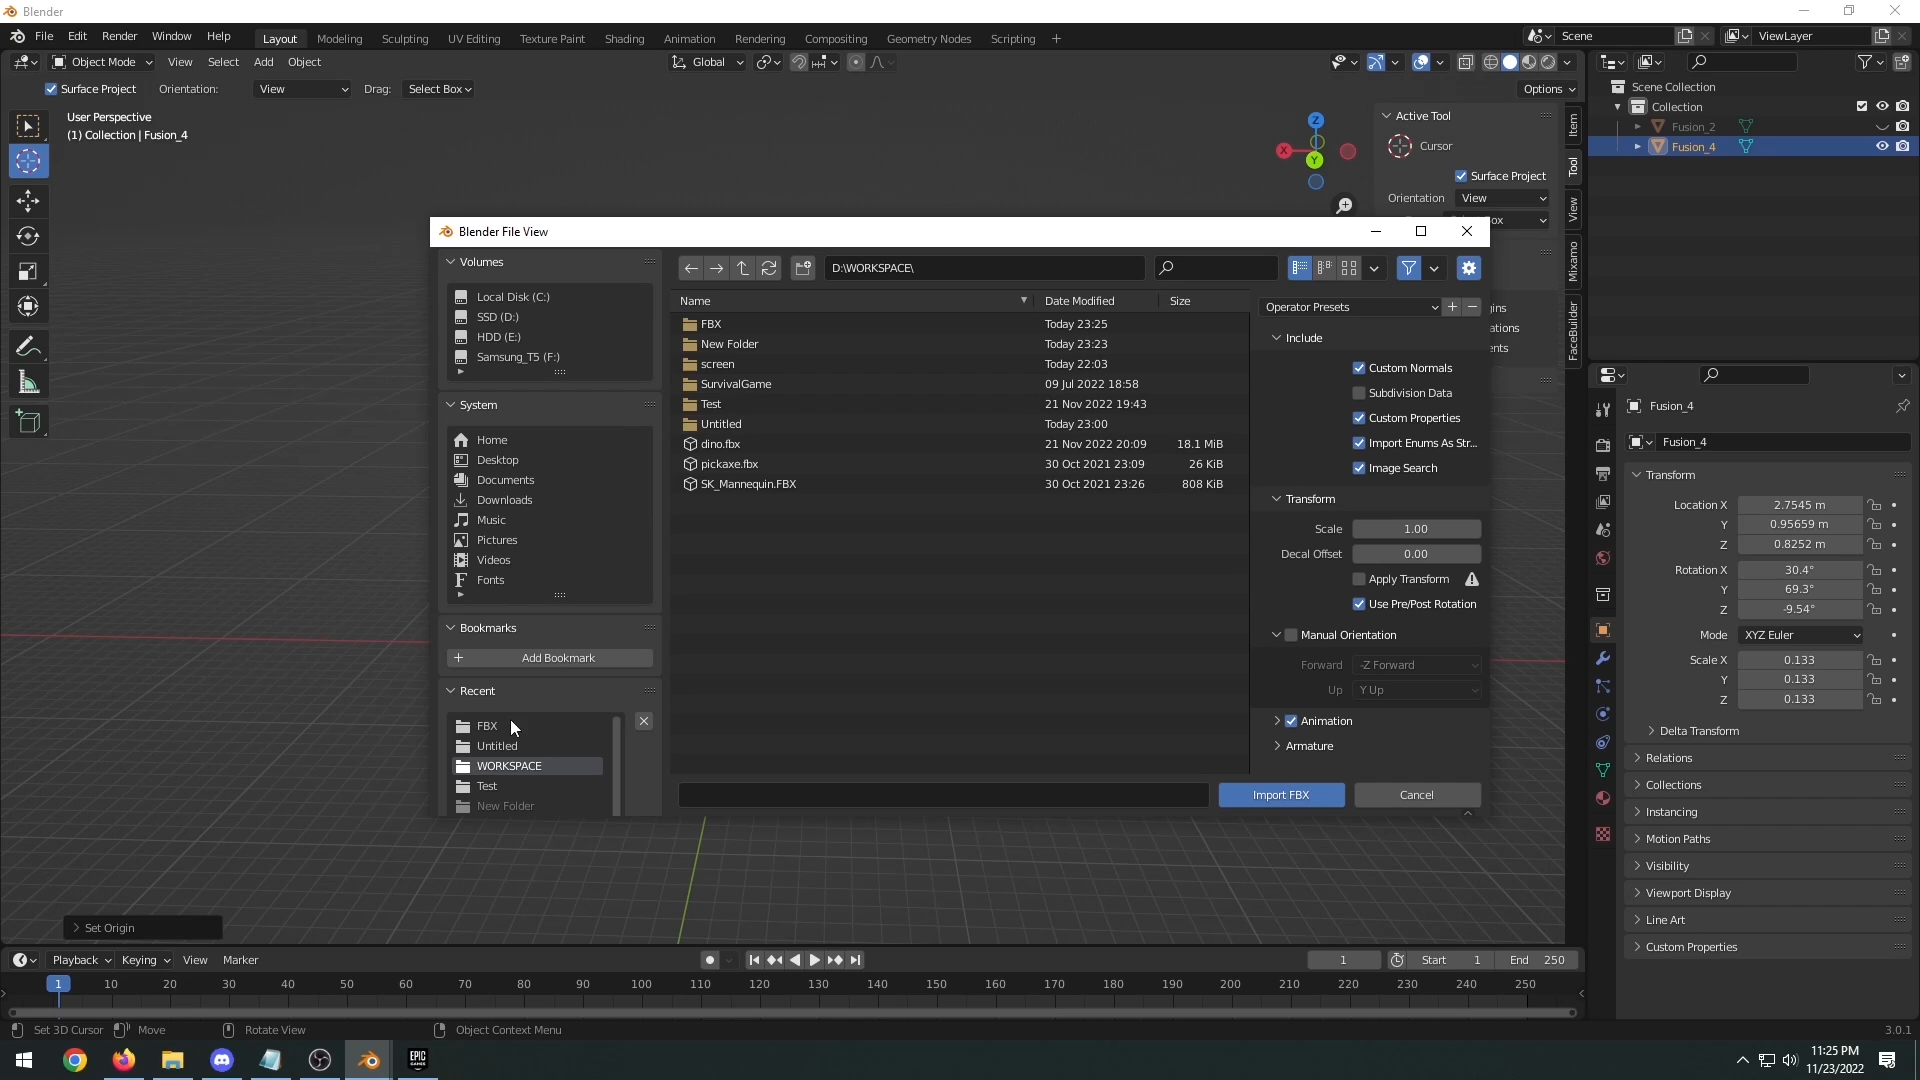 Blender
File Edit Render Window Help Layout Modeling Sculpting UV Editing Texture Paint Shading Animation Rendering Compositing Geometry Nodes Scripting + Scene ViewLayer
Object Mode View Select Add Object Global
Surface Project Orientation: View Drag: Select Box Options
User Perspective
(1) Collection | Fusion_4
Z
X
Y
Active Tool
Cursor
Surface Project
Orientation View
ox
gins
ations
ents
Item
Tool
View
Mixamo
FaceBuilder
Scene Collection
Collection
Fusion_2
Fusion_4
Blender File View
Volumes
Local Disk (C:)
SSD (D:)
HDD (E:)
Samsung_T5 (F:)
System
Home
Desktop
Documents
Downloads
Music
Pictures
Videos
Fonts
Bookmarks
Add Bookmark
Recent
FBX
Untitled
WORKSPACE
Test
New Folder
D:\WORKSPACE\
Name Date Modified Size
FBX Today 23:25
New Folder Today 23:23
screen Today 22:03
SurvivalGame 09 Jul 2022 18:58
Test 21 Nov 2022 19:43
Untitled Today 23:00
dino.fbx 21 Nov 2022 20:09 18.1 MiB
pickaxe.fbx 30 Oct 2021 23:09 26 KiB
SK_Mannequin.FBX 30 Oct 2021 23:26 808 KiB
Operator Presets
Include
Custom Normals
Subdivision Data
Custom Properties
Import Enums As Str...
Image Search
Transform
Scale 1.00
Decal Offset 0.00
Apply Transform
Use Pre/Post Rotation
Manual Orientation
Forward -Z Forward
Up Y Up
Animation
Armature
Import FBX Cancel
Fusion_4
Fusion_4
Transform
Location X 2.7545 m
Y 0.95659 m
Z 0.8252 m
Rotation X 30.4°
Y 69.3°
Z -9.54°
Mode XYZ Euler
Scale X 0.133
Y 0.133
Z 0.133
Delta Transform
Relations
Collections
Instancing
Motion Paths
Visibility
Viewport Display
Line Art
Custom Properties
Set Origin
Playback Keying View Marker 1 Start 1 End 250
1 10 20 30 40 50 60 70 80 90 100 110 120 130 140 150 160 170 180 190 200 210 220 230 240 250
Set 3D Cursor Move Rotate View Object Context Menu 3.0.1
EPIC GAMES
11:25 PM
11/23/2022